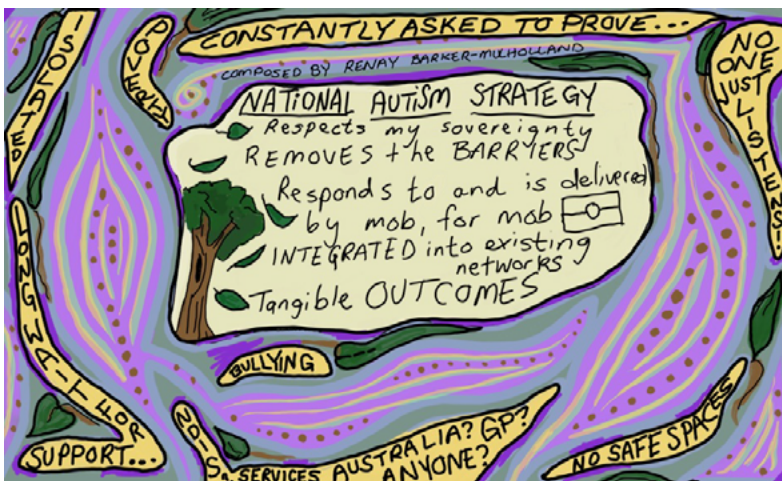 CONSTANTLY ASKED TO PROVE...
COMPOSED BY RENAY BARKER-MULHOLLAND
ISOLATED
POVERTY
NO
ONE
JUST
LISTENS!
NATIONAL AUTISM STRATEGY
Respects my sovereignty
REMOVES the BARRIERS
Responds to and is delivered
by mob, for mob
INTEGRATED into existing
networks
Tangible OUTCOMES
LONG WAIT FOR
SUPPORT...
BULLYING
NDIS, SERVICES AUSTRALIA? GP?
ANYONE?
NO SAFE SPACES